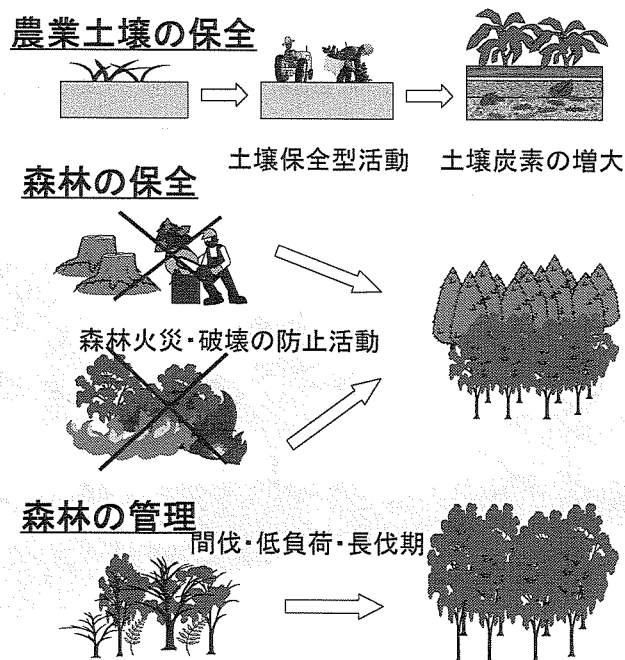 農業土壌の保全
土壌保全型活動
土壌炭素の増大
森林の保全
森林火災・破壊の防止活動
森林の管理
間伐・低負荷・長伐期